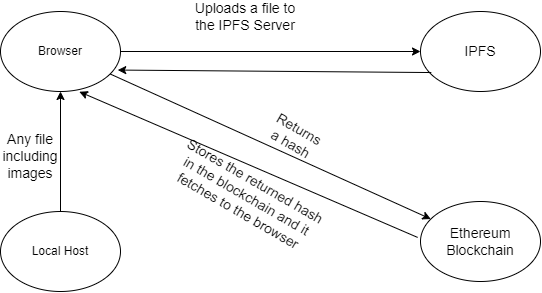 Uploads a file to
the IPFS Server
Browser
IPFS
Returns
a hash
Any file
including
images
Stores the returned hash
in the blockchain and it
fetches to the browser
Local Host
Ethereum
Blockchain